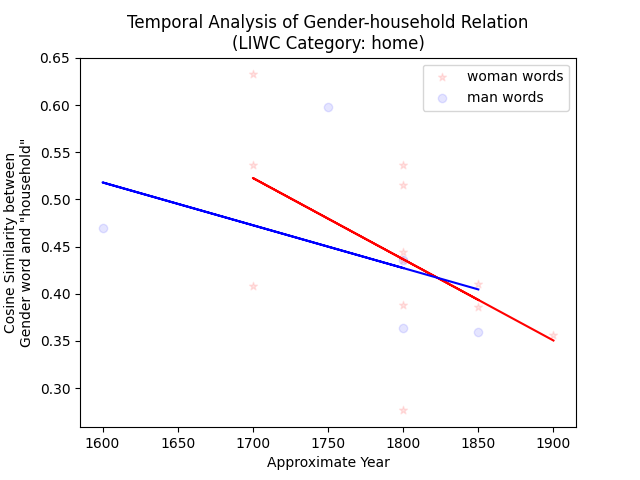 Temporal Analysis of Gender-household Relation
(LIWC Category: home)
woman words
man words
Cosine Similarity between
Gender word and "household"
0.65
0.60
0.55
0.50
0.45
0.40
0.35
0.30
1600 1650 1700 1750 1800 1850 1900
Approximate Year